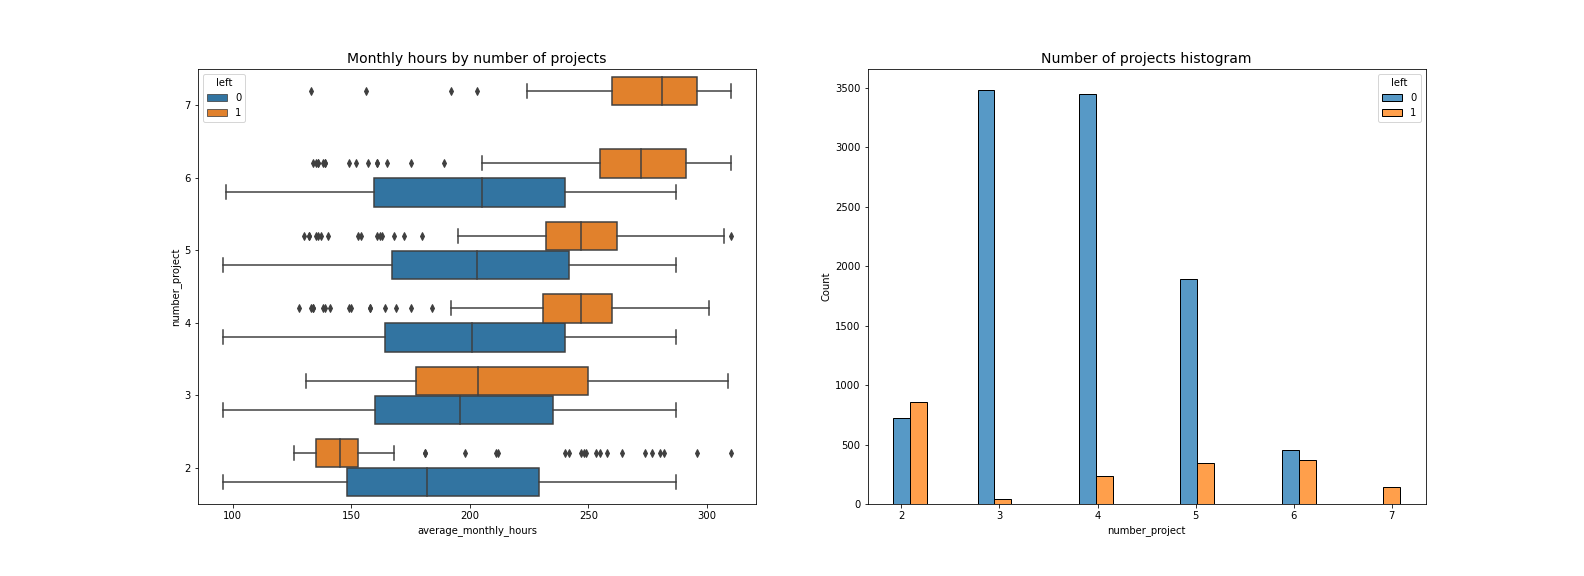 Monthly hours by number of projects
left
0
1
7
6
5
4
3
2
number_project
100 150 200 250 300
average_monthly_hours
Number of projects histogram
left
0
1
3500
3000
2500
2000
1500
1000
500
0
Count
2 3 4 5 6 7
number_project